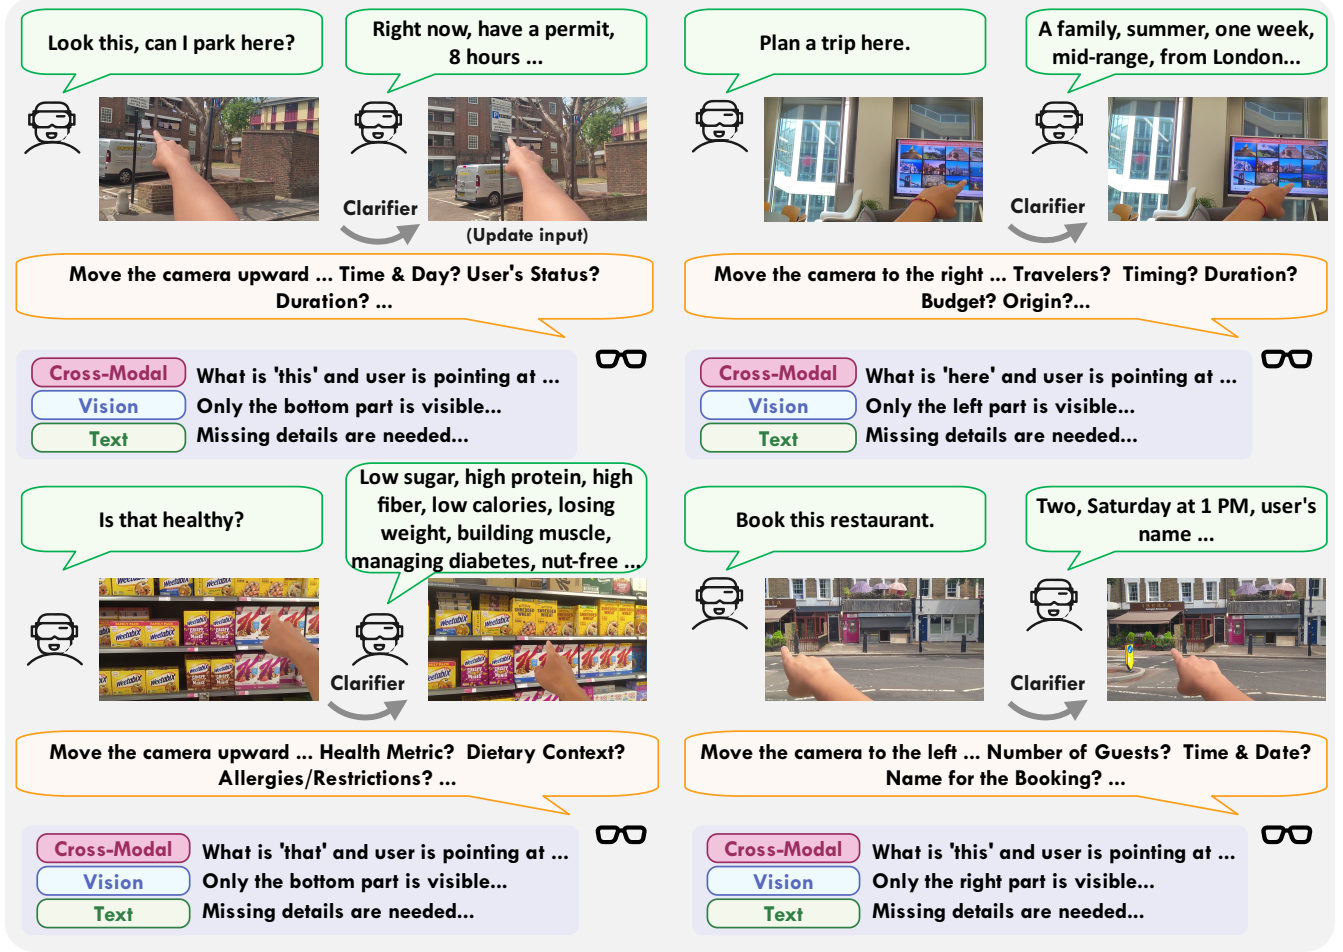 Look this, can I park here?
Right now, have a permit,
8 hours ...
Clarifier
(Update input)
Move the camera upward ... Time & Day? User's Status?
Duration? ...
Cross-Modal What is 'this' and user is pointing at ...
Vision Only the bottom part is visible...
Text Missing details are needed...
Plan a trip here.
A family, summer, one week,
mid-range, from London...
Clarifier
Move the camera to the right ... Travelers? Timing? Duration?
Budget? Origin?...
Cross-Modal What is 'here' and user is pointing at ...
Vision Only the left part is visible...
Text Missing details are needed...
Is that healthy?
Low sugar, high protein, high
fiber, low calories, losing
weight, building muscle,
managing diabetes, nut-free ...
Weetabix
Clarifier
Move the camera upward ... Health Metric? Dietary Context?
Allergies/Restrictions? ...
Cross-Modal What is 'that' and user is pointing at ...
Vision Only the bottom part is visible...
Text Missing details are needed...
Book this restaurant.
Two, Saturday at 1 PM, user's
name ...
Clarifier
Move the camera to the left ... Number of Guests? Time & Date?
Name for the Booking? ...
Cross-Modal What is 'this' and user is pointing at ...
Vision Only the right part is visible...
Text Missing details are needed...